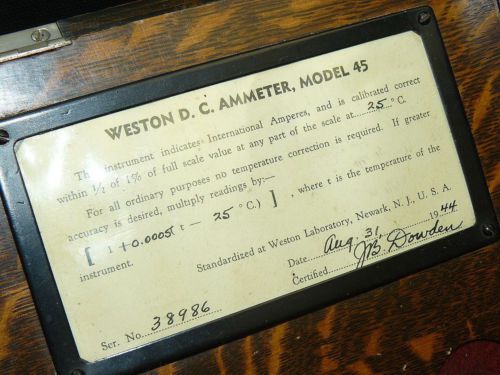 WESTON D. C. AMMETER, MODEL 45
This instrument indicates International Amperes, and is calibrated correct
within ½ of 1% of full scale value at any part of the scale at 25 °C.
For all ordinary purposes no temperature correction is required. If greater
accuracy is desired, multiply readings by:—
[ 1 +0.0005( t — 25 °C.) ] , where t is the temperature of the
instrument.
Standardized at Weston Laboratory, Newark, N. J., U. S. A.
Date Aug 31, 1944
Certified JB. Dowden
Ser. No. 38986